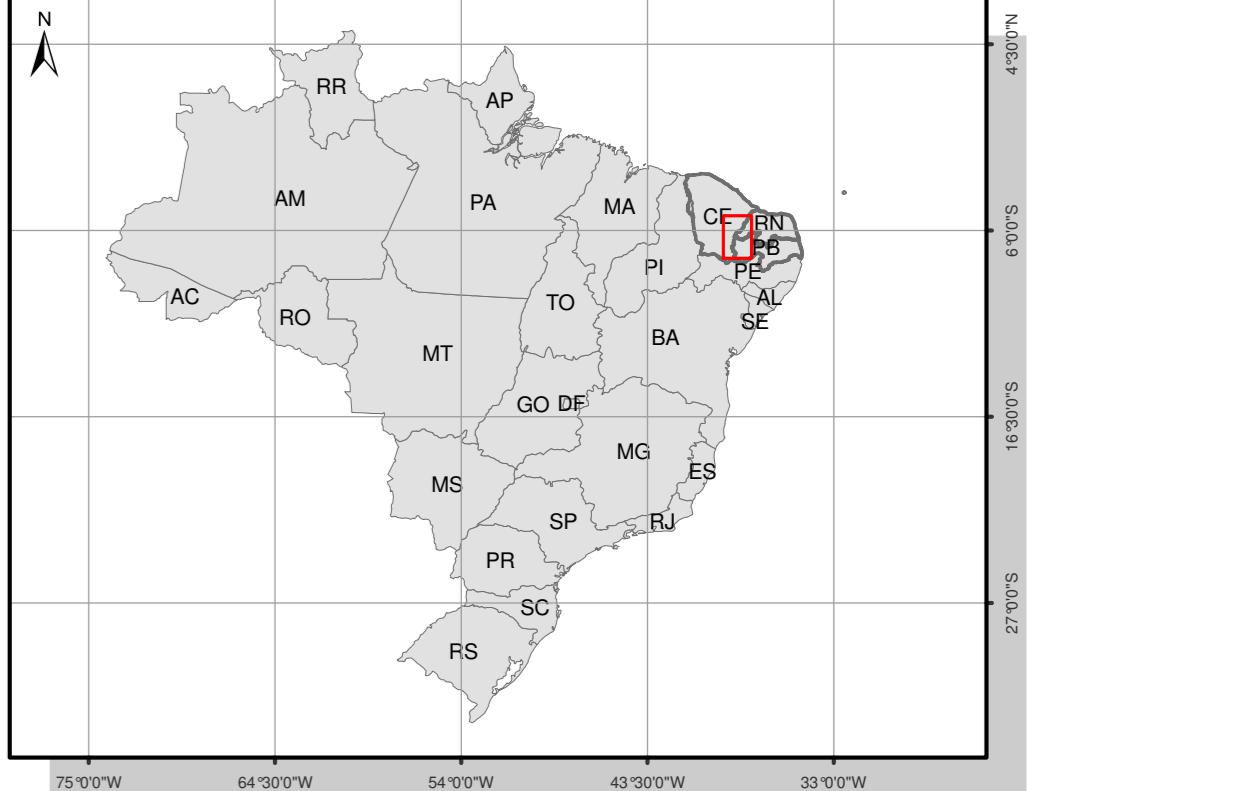 N
4°30'0"N
RR
AP
AM
PA
MA
CE
RN
6°0'0"S
PB
PI
PE
AC
AL
TO
RO
SE
BA
MT
GO
DF
16°30'0"S
MG
ES
MS
SP
RJ
PR
27°0'0"S
SC
RS
75°0'0"W
64°30'0"W
54°0'0"W
43°30'0"W
33°0'0"W